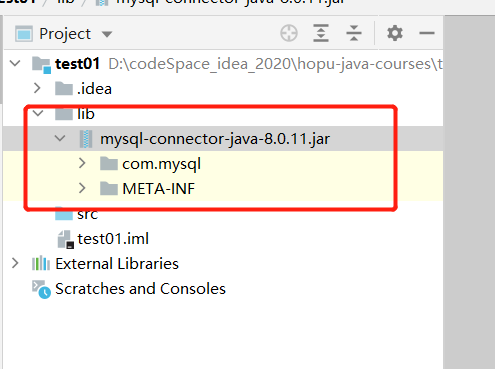 test01 〉 lib 〉 mysql-connector-java-8.0.11.jar
Project
test01 D:\codeSpace_idea_2020\hopu-java-courses\t
.idea
lib
mysql-connector-java-8.0.11.jar
com.mysql
META-INF
src
test01.iml
External Libraries
Scratches and Consoles